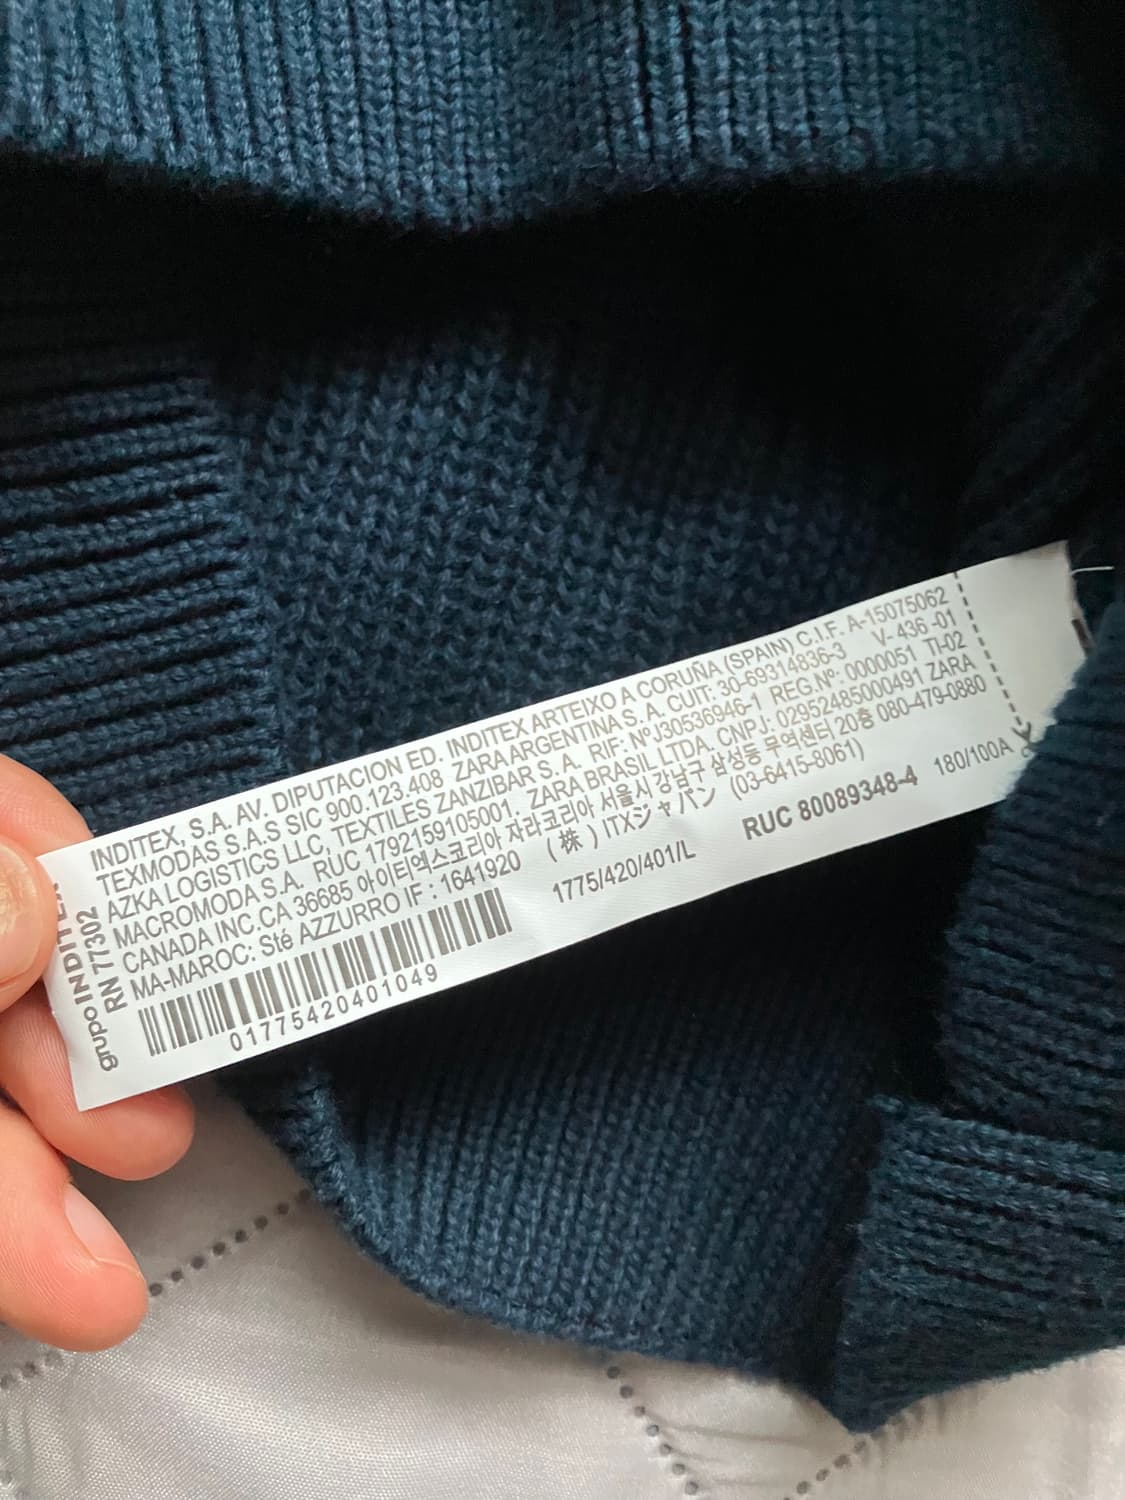 INDITEX, S.A. AV. DIPUTACION ED. INDITEX ARTEIXO A CORUÑA (SPAIN) C.I.F. A-15075062
TEXMODAS S.A.S SIC 900.123.408 ZARA ARGENTINA S. A. CUIT: 30-69314836-3 V- 436 -01
AZKA LOGISTICS LLC, TEXTILES ZANZIBAR S. A. RIF: Nº J30536946-1 REG.Nº: 0000051 TI-02
MACROMODA S.A. RUC 1792159105001. ZARA BRASIL LTDA. CNPJ: 02952485000491 ZARA
CANADA INC.CA 36685 아이티엑스코리아 자라코리아 서울시 강남구 삼성동 무역센터 20층 080-479-0880
MA-MAROC: Sté AZZURRO IF : 1641920 (株) ITXジャパン (03-6415-8061)
01775420401049
1775/420/401/L
RUC 80089348-4
180/100A
grupo INDITEX
RN 77302